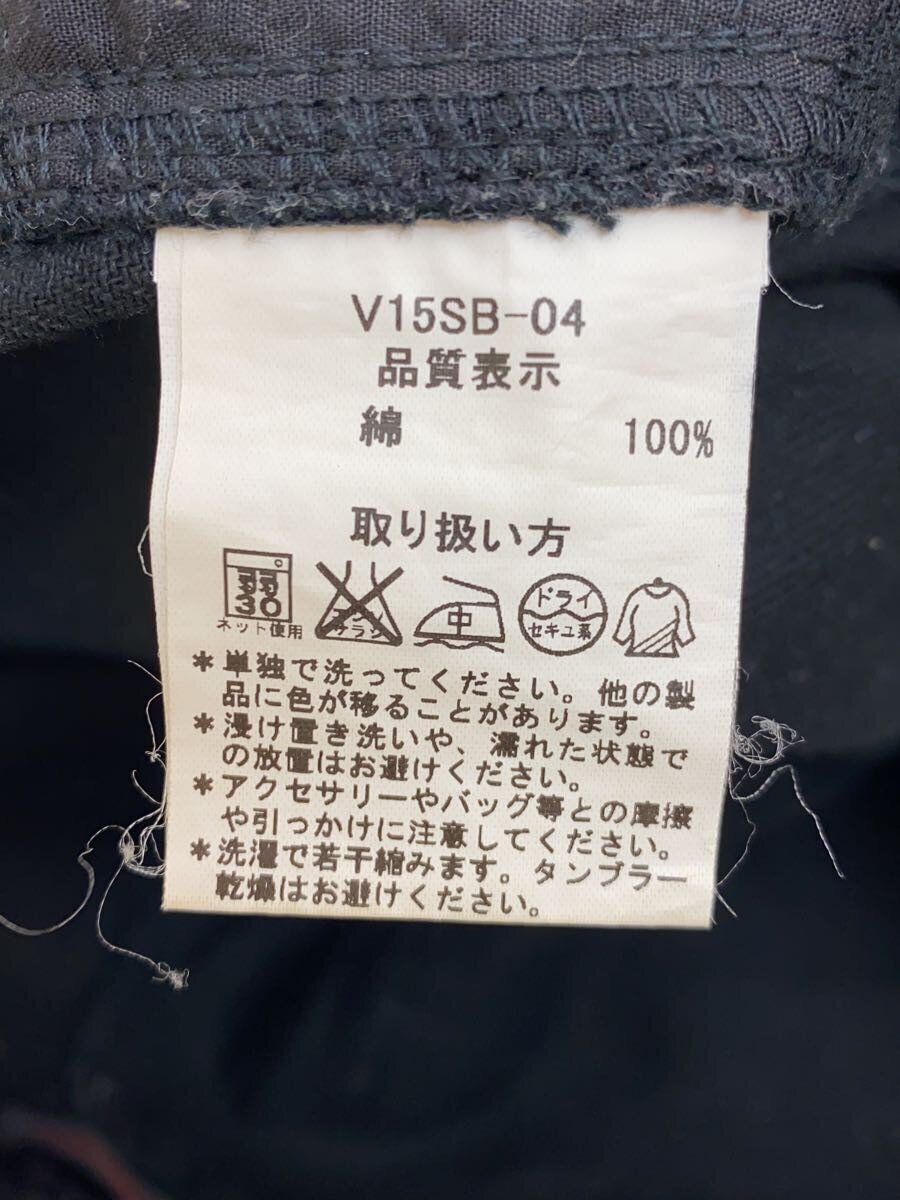 V15SB-04
品質表示
綿 100%
取り扱い方
弱
30
ネット使用
エンソ
サラシ
中
ドライ
セキユ系
*単独で洗ってください。他の製
品に色が移ることがあります。
*浸け置き洗いや、濡れた状態で
の放置はお避けください。
*アクセサリーやバッグ等との摩擦
や引っかけに注意してください。
*洗濯で若干縮みます。タンブラー
乾燥はお避けください。